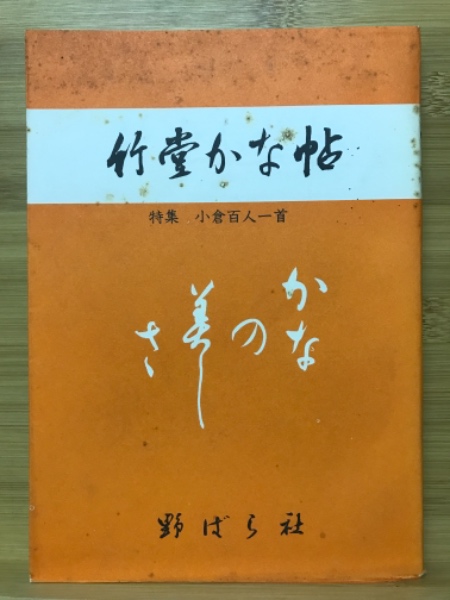 竹堂かな帖
特集 小倉百人一首
かな
の
美し
さ
野ばら社